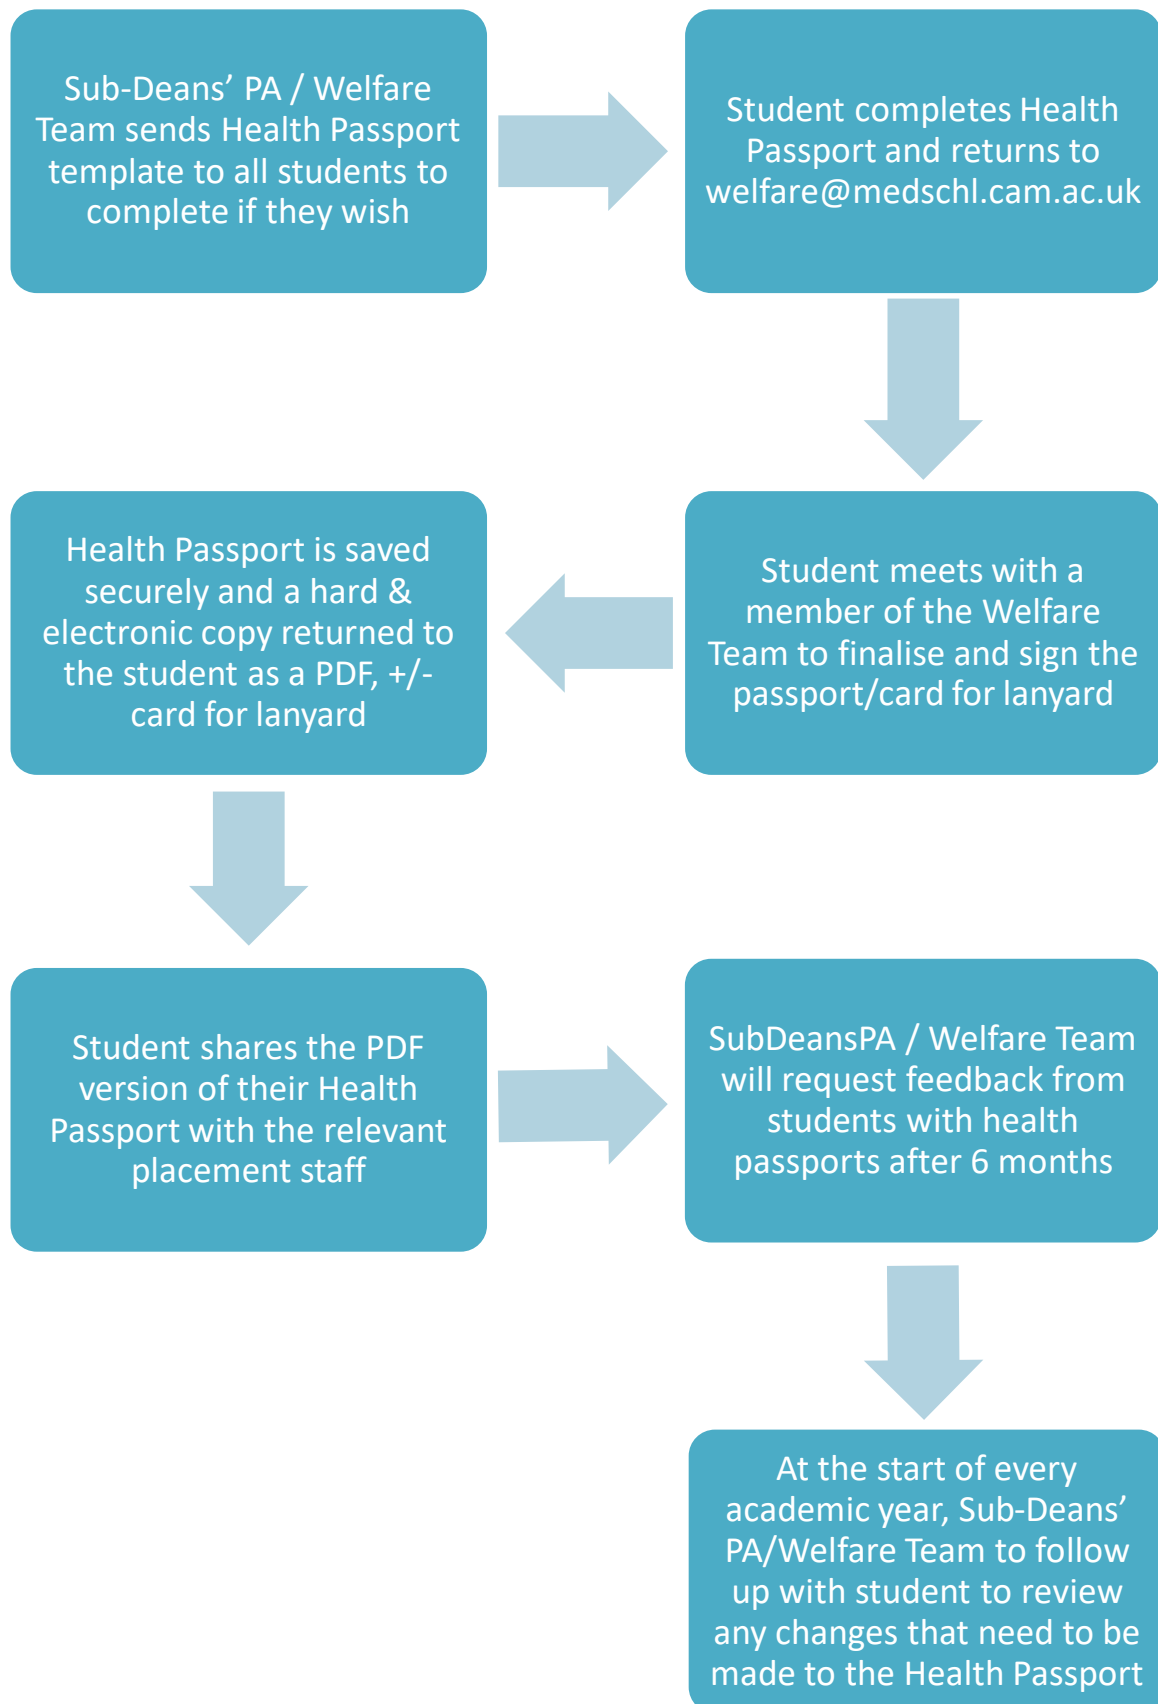 Sub-Deans’ PA / Welfare
Team sends Health Passport
template to all students to
complete if they wish
Student completes Health
Passport and returns to
welfare@medschl.cam.ac.uk
Student meets with a
member of the Welfare
Team to finalise and sign the
passport/card for lanyard
Health Passport is saved
securely and a hard &
electronic copy returned to
the student as a PDF, +/-
card for lanyard
Student shares the PDF
version of their Health
Passport with the relevant
placement staff
SubDeansPA / Welfare Team
will request feedback from
students with health
passports after 6 months
At the start of every
academic year, Sub-Deans’
PA/Welfare Team to follow
up with student to review
any changes that need to be
made to the Health Passport